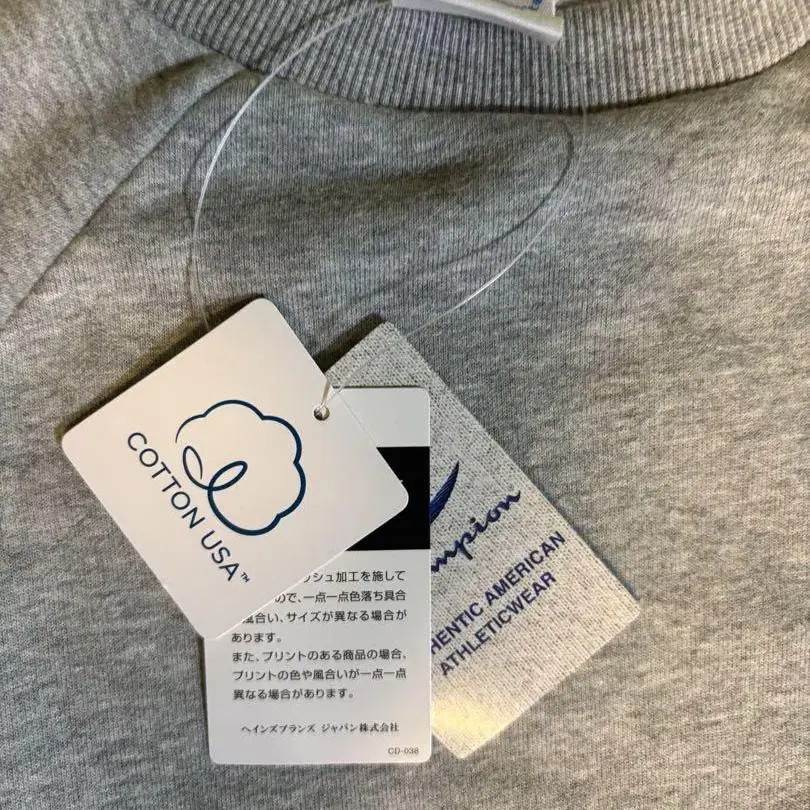 COTTON USA™
ッシュ加工を施して
ので、一点一点色落ち具合
風合い、サイズが異なる場合が
あります。
また、プリントのある商品の場合、
プリントの色や風合いが一点一点
異なる場合があります。
ヘインズブランズ ジャパン株式会社
CD-038
mpion
HENTIC AMERICAN
ATHLETICWEAR